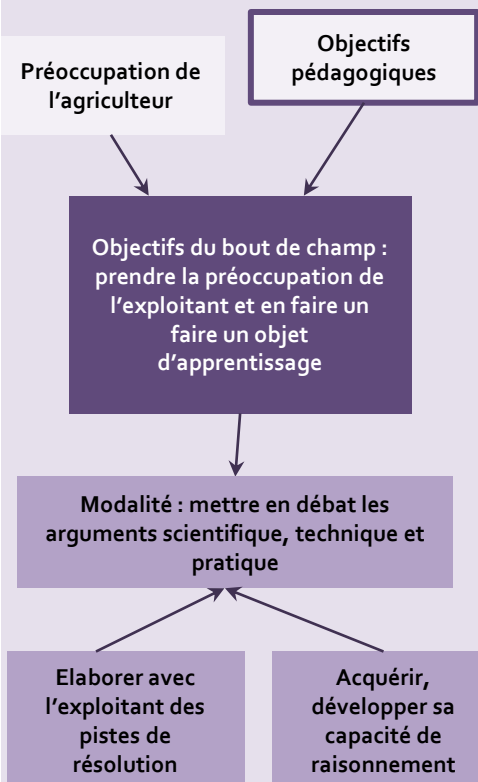 Préoccupation de
l’agriculteur
Objectifs
pédagogiques
Objectifs du bout de champ :
prendre la préoccupation de
l’exploitant et en faire un
faire un objet
d’apprentissage
Modalité : mettre en débat les
arguments scientifique, technique et
pratique
Elaborer avec
l’exploitant des
pistes de
résolution
Acquérir,
développer sa
capacité de
raisonnement